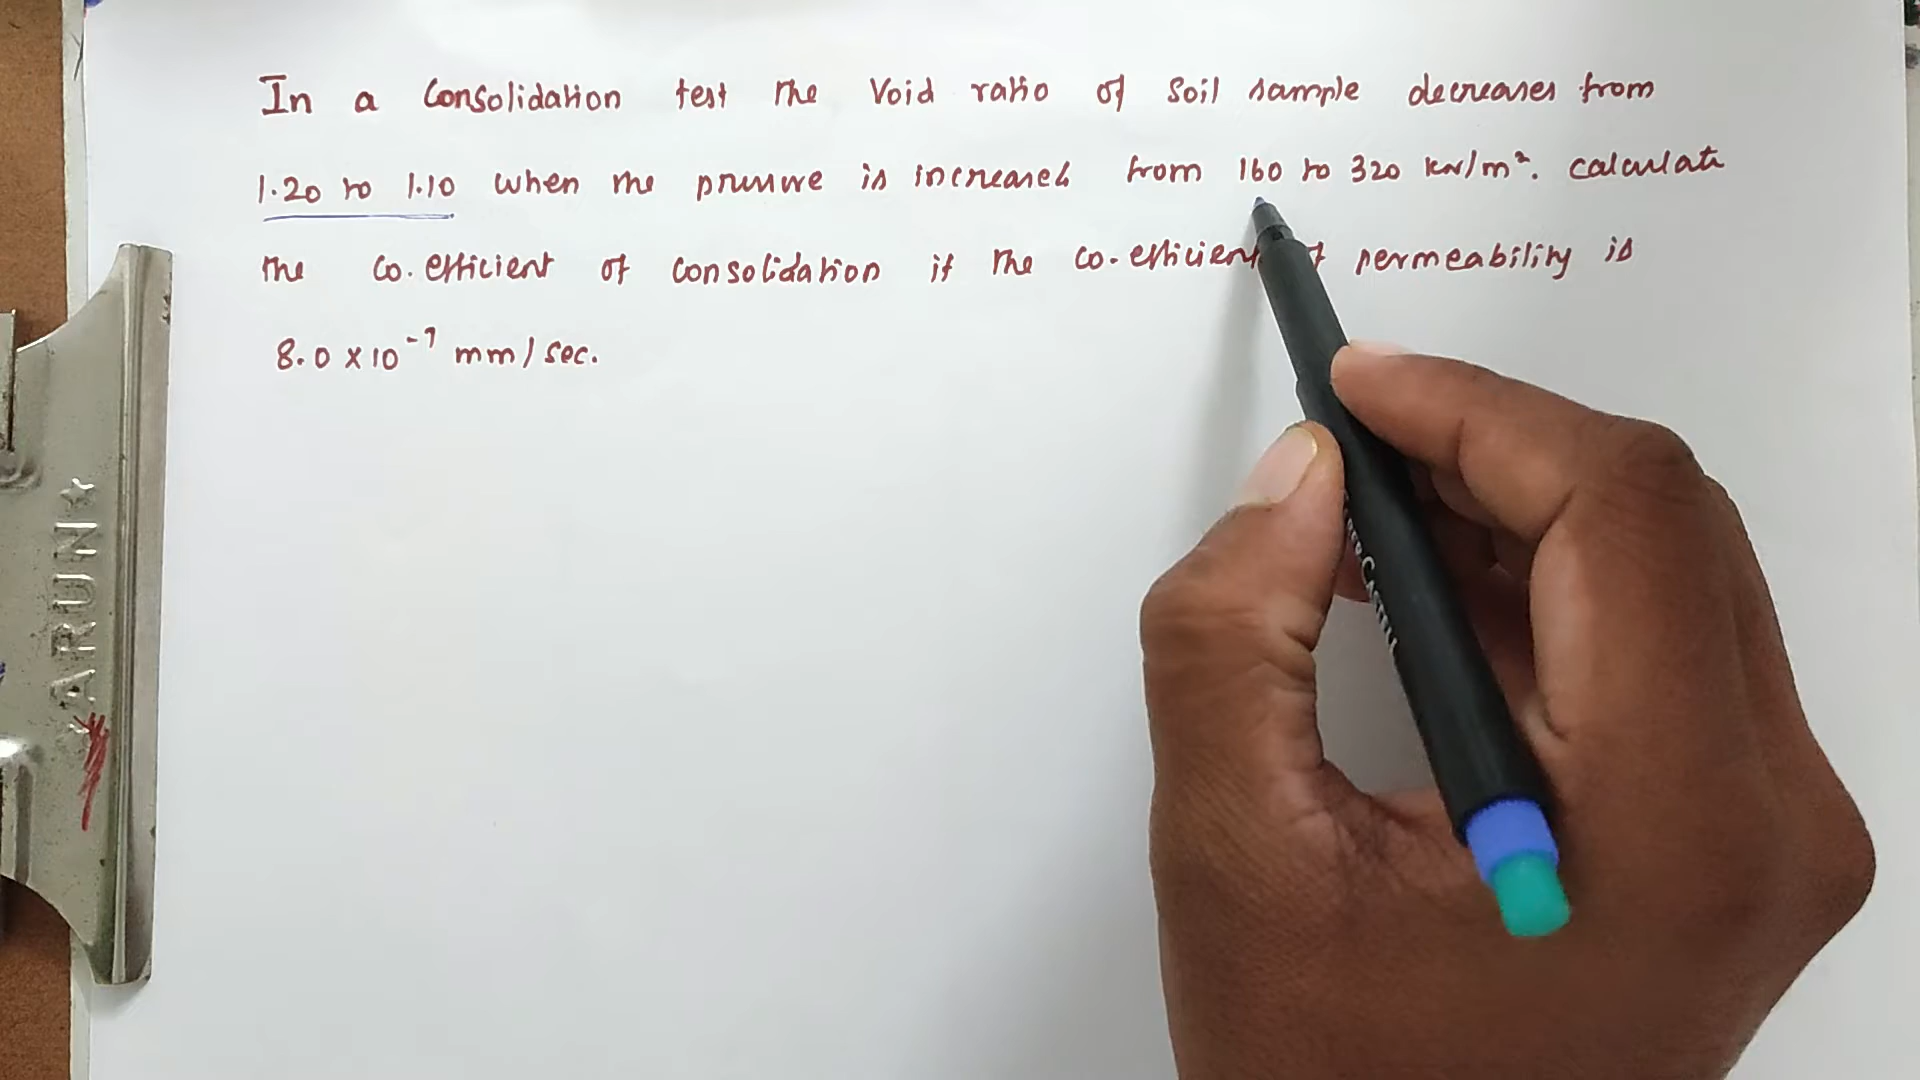 In a Consolidation test the Void ratio of Soil sample decreases from
1.20 to 1.10 when the pressure is increased from 160 to 320 kN/m². calculate
the co.efficient of consolidation if the co-efficient of permeability is
8.0 x 10⁻⁷ mm/sec.
ARUN